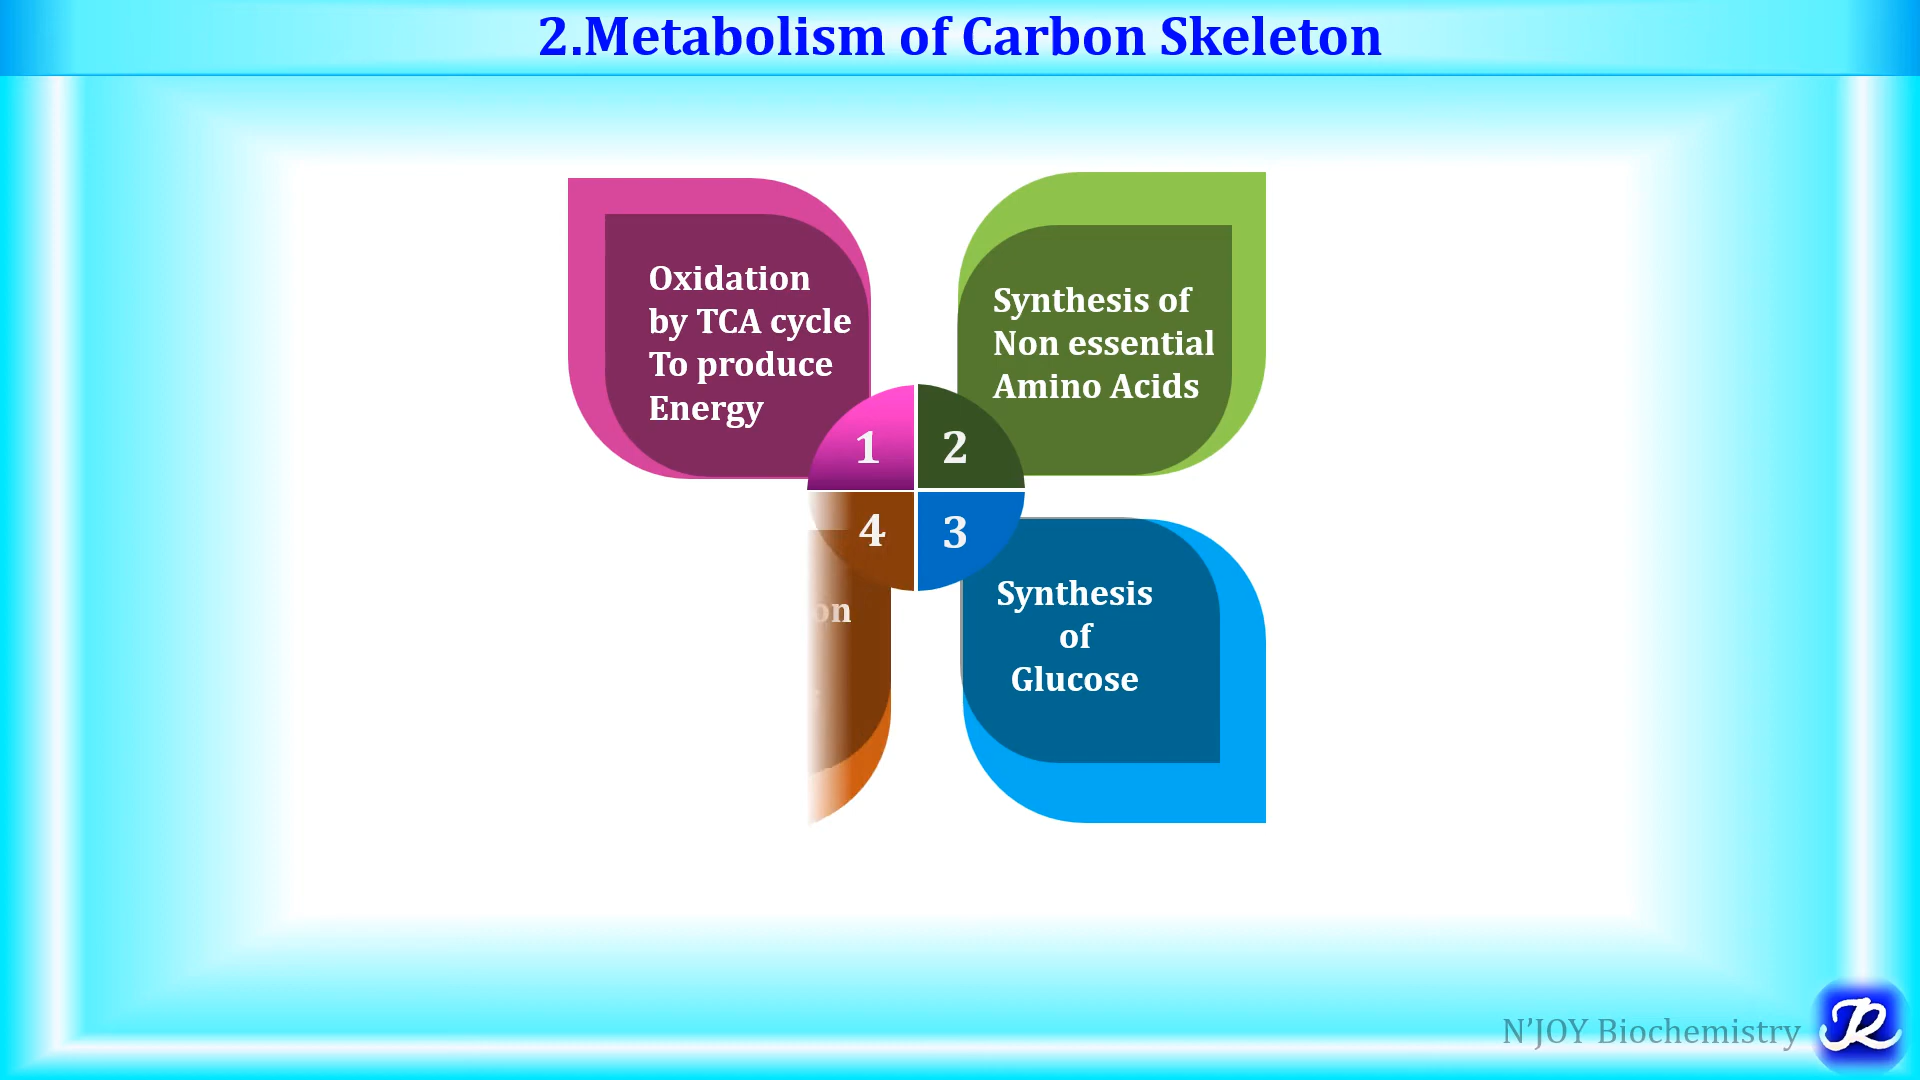 2.Metabolism of Carbon Skeleton
Oxidation
by TCA cycle
To produce
Energy
Synthesis of
Non essential
Amino Acids
1
2
4
3
Synthesis
of
Glucose
N'JOY Biochemistry